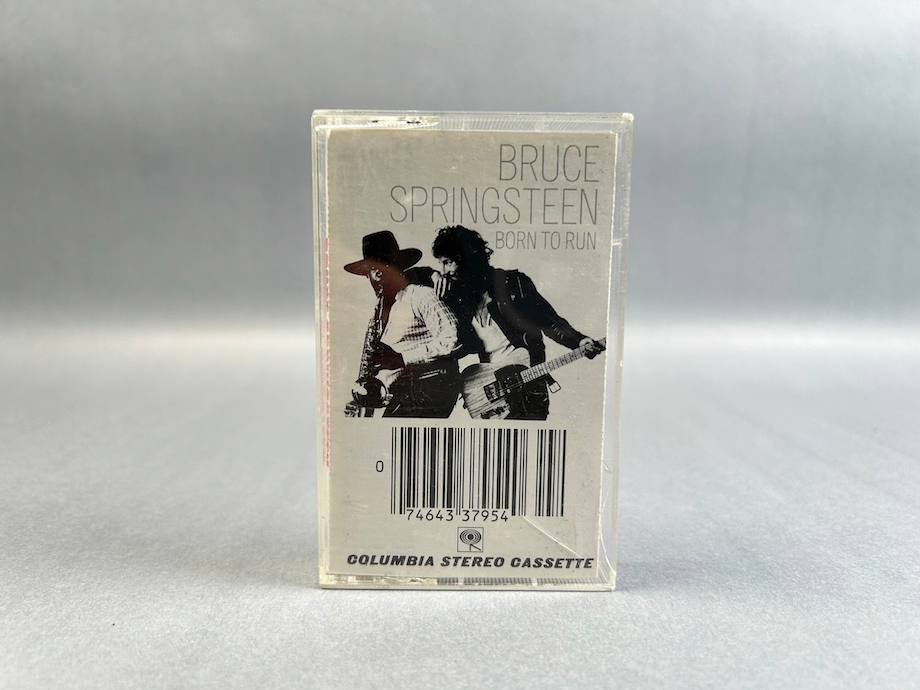 BRUCE
SPRINGSTEEN
BORN TO RUN
0
74643 37954
COLUMBIA STEREO CASSETTE